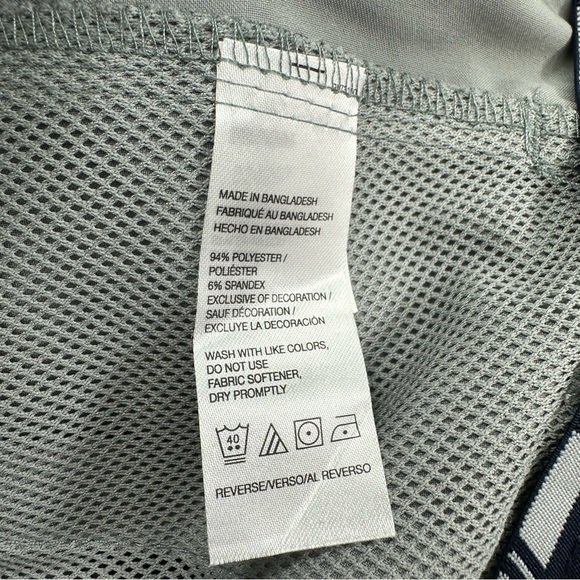 MADE IN BANGLADESH
FABRIQUÉ AU BANGLADESH
HECHO EN BANGLADESH
94% POLYESTER /
POLIÉSTER
6% SPANDEX
EXCLUSIVE OF DECORATION /
SAUF DÉCORATION /
EXCLUYE LA DECORACIÓN
WASH WITH LIKE COLORS,
DO NOT USE
FABRIC SOFTENER,
DRY PROMPTLY
40
REVERSE/VERSO/AL REVERSO